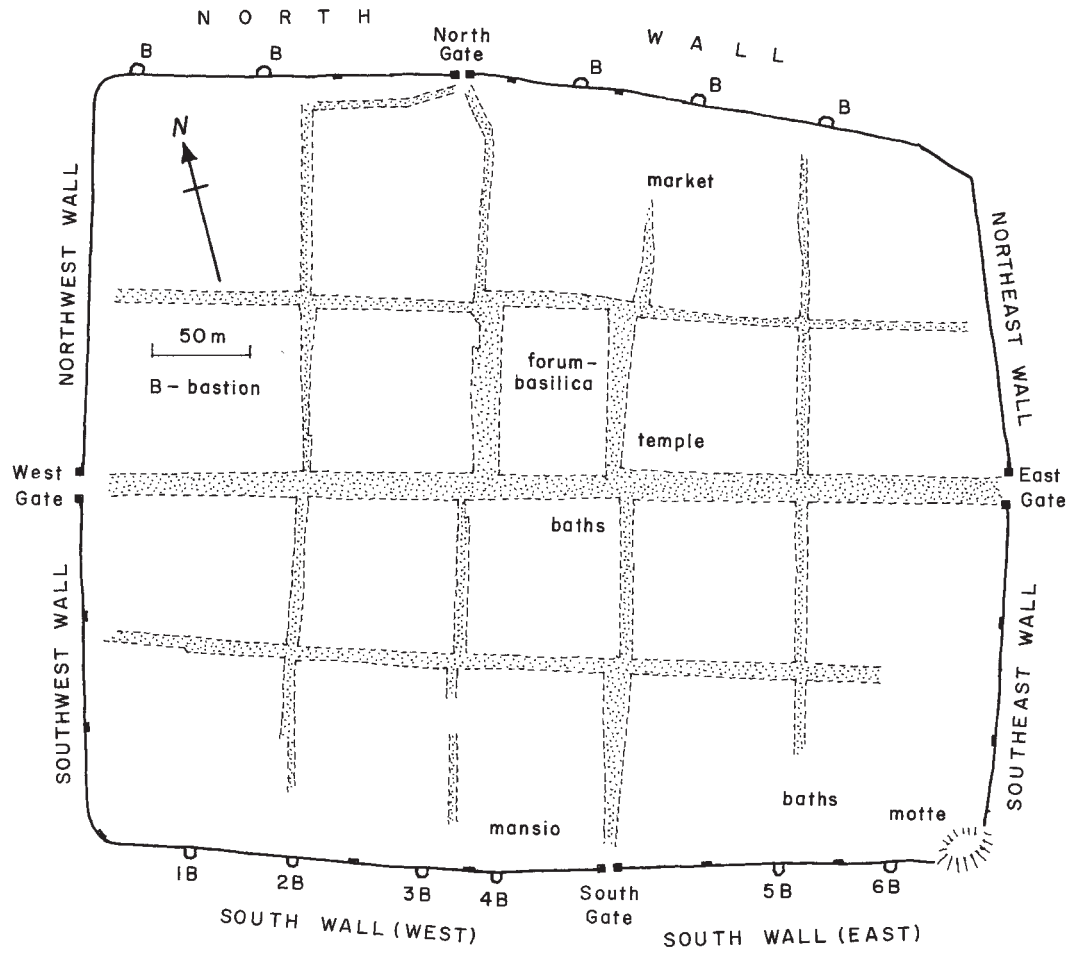 NORTH WALL
North
Gate
B
B
B
B
B
N
market
NORTHWEST WALL
NORTHEAST WALL
50 m
B – bastion
forum-
basilica
temple
West
Gate
East
Gate
baths
SOUTHWEST WALL
SOUTHEAST WALL
baths
motte
mansio
1B
2B
3B
4B
South
Gate
5B
6B
SOUTH WALL (WEST)
SOUTH WALL (EAST)